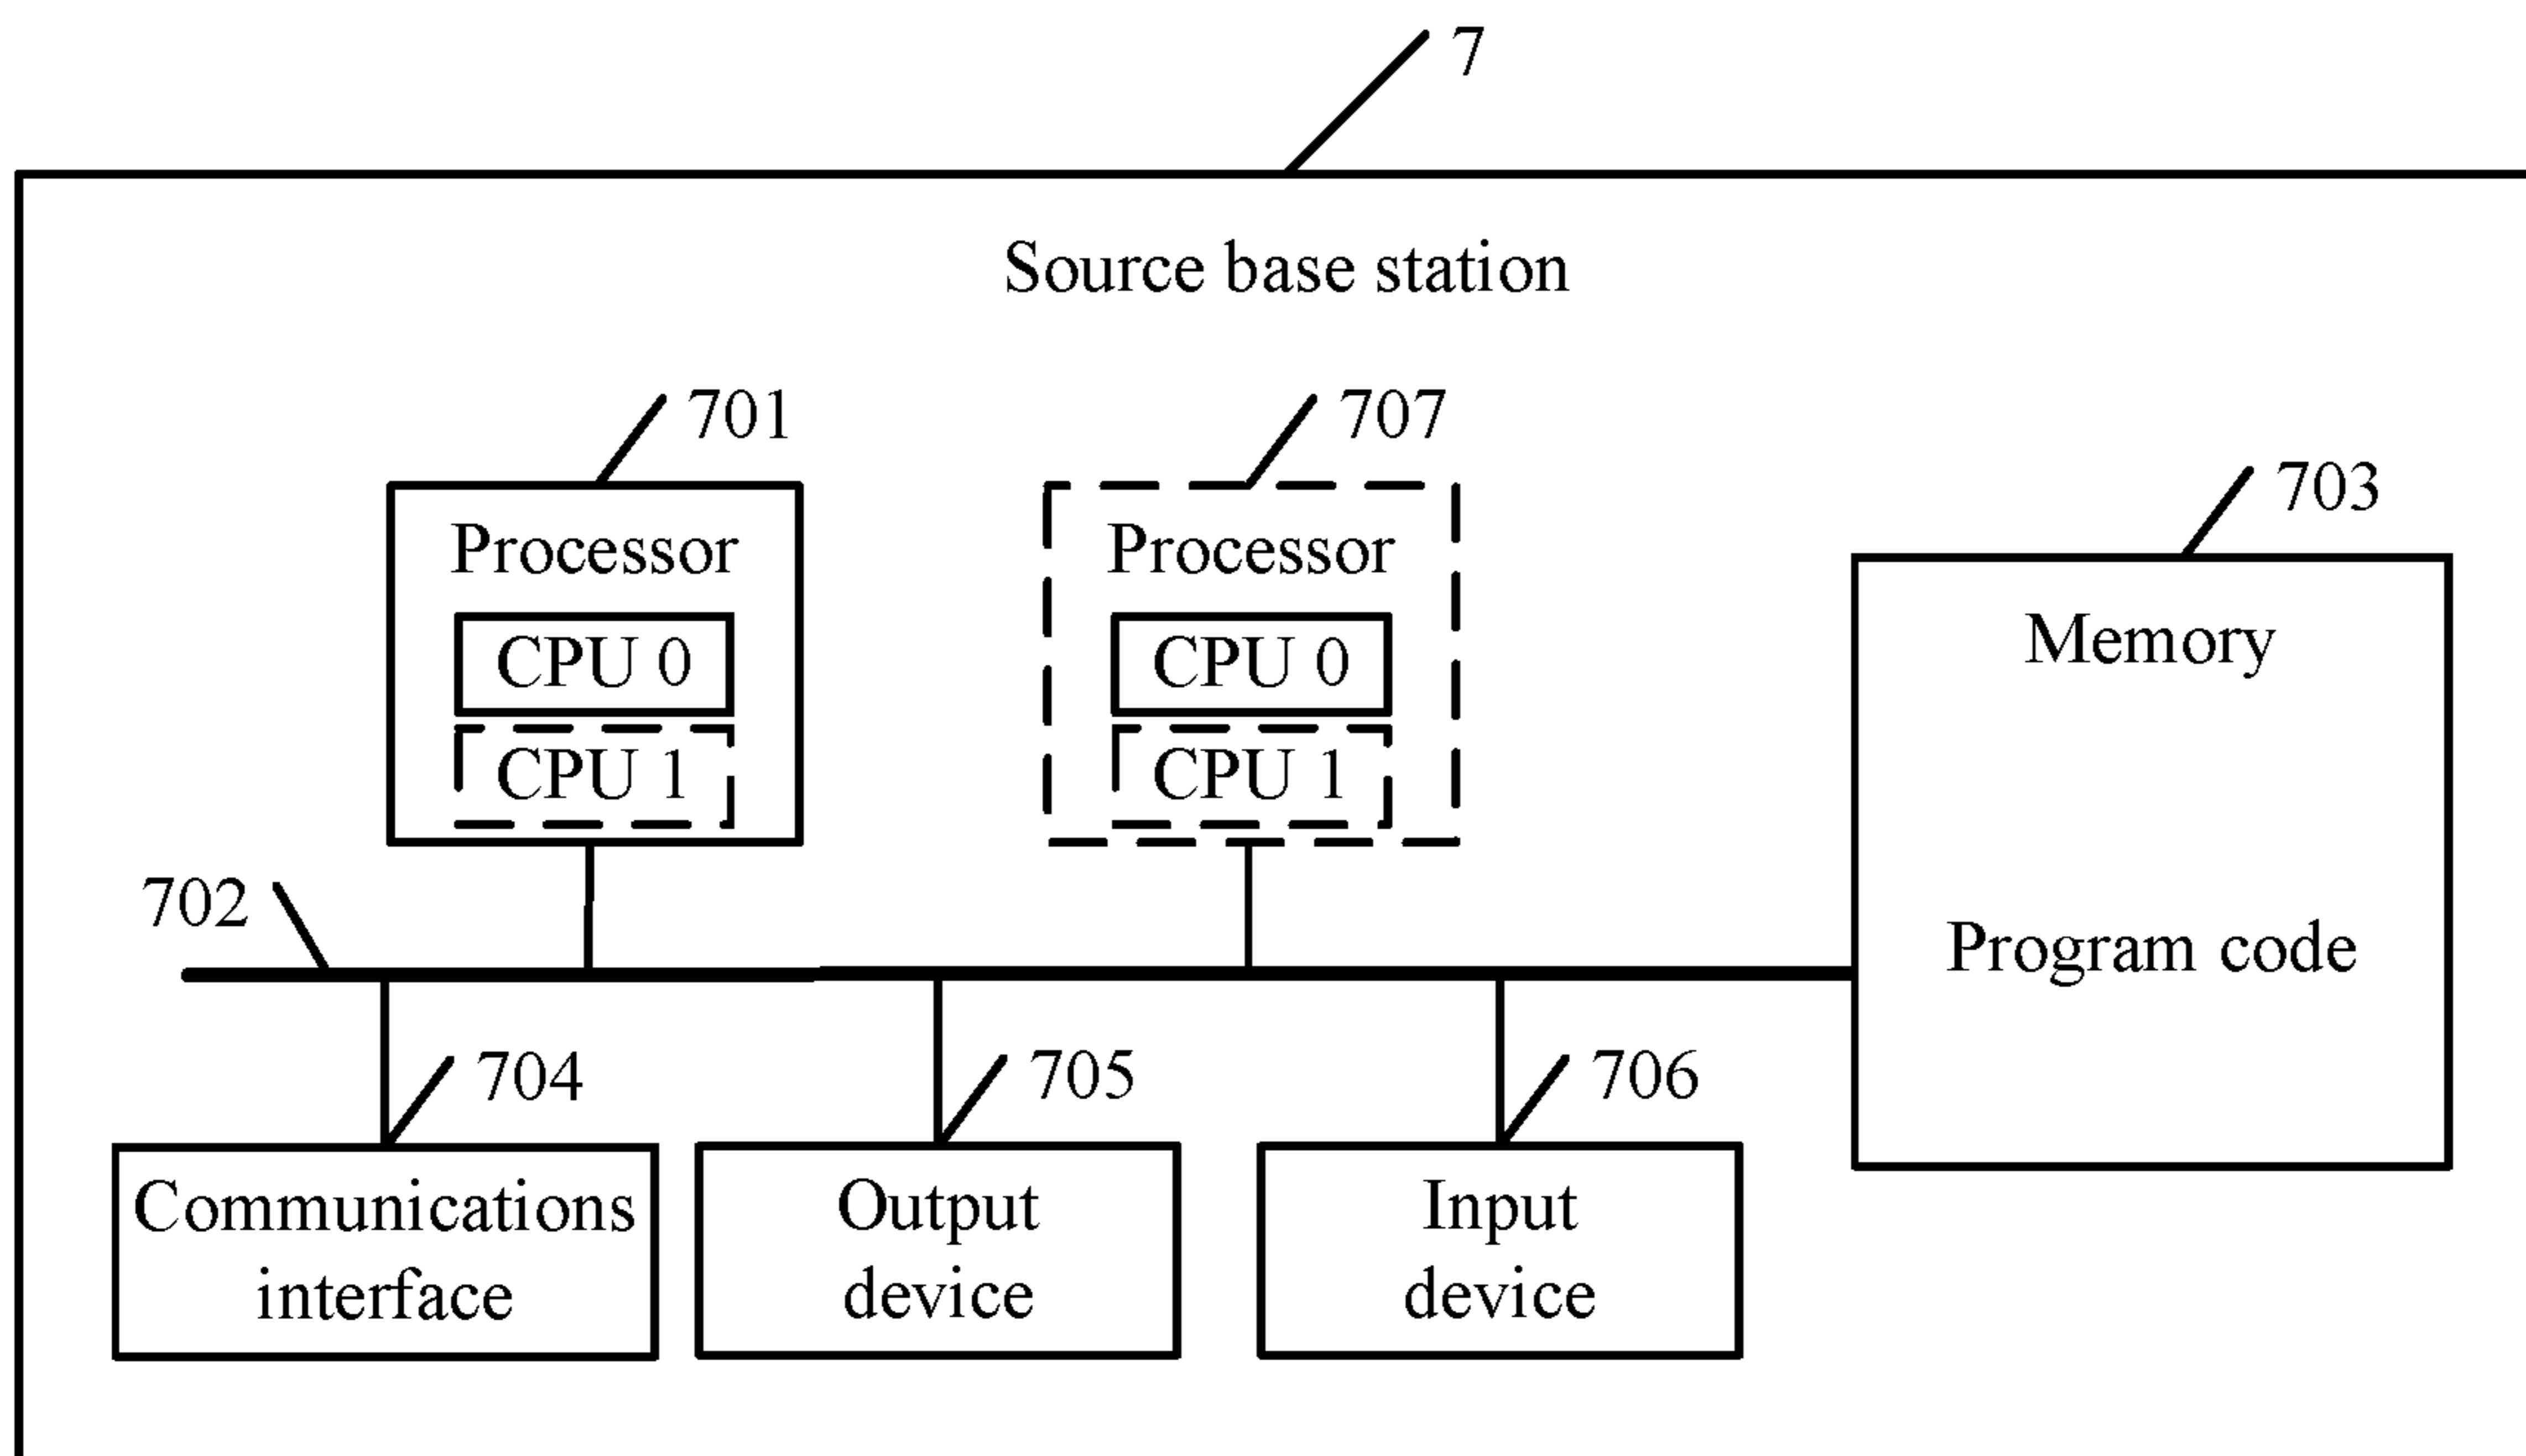 7
Source base station
701
707
703
Processor
CPU 0
CPU 1
Processor
CPU 0
CPU 1
Memory
Program code
702
704
705
706
Communications
interface
Output
device
Input
device